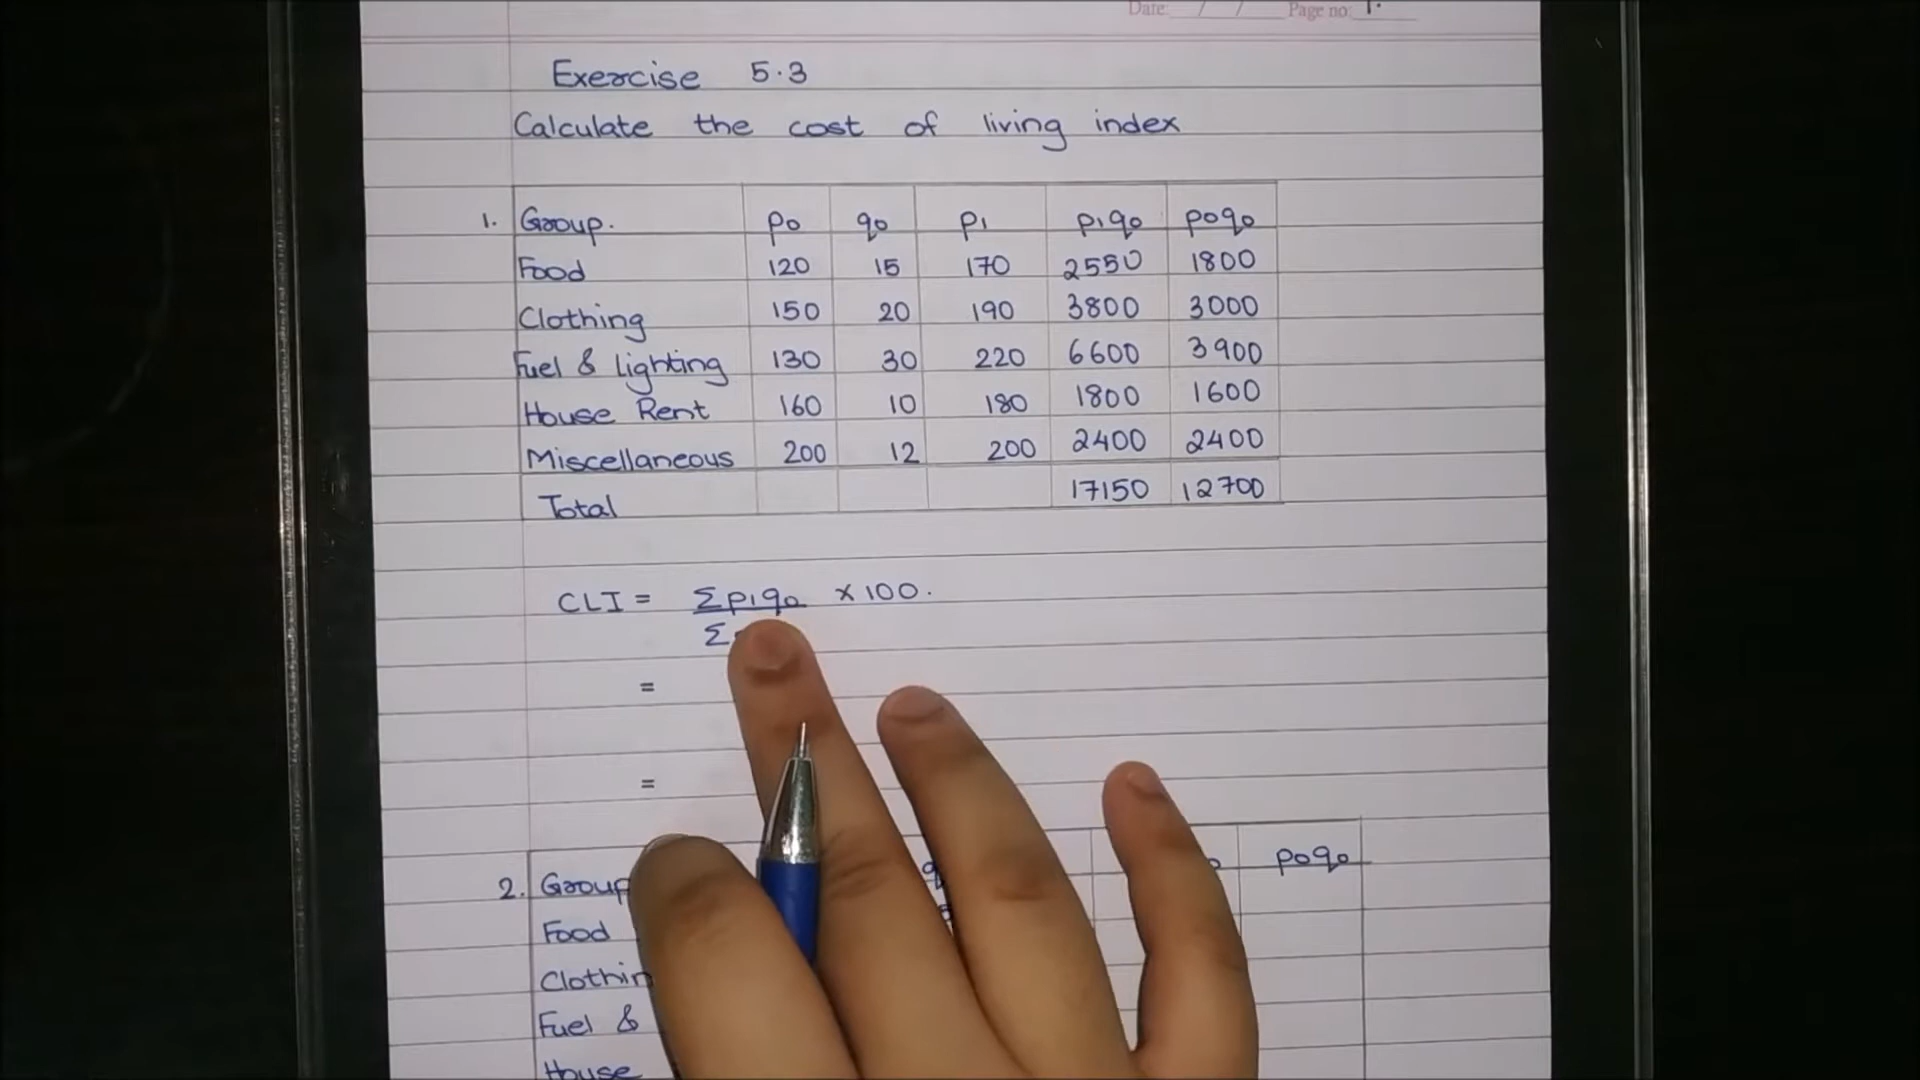 Date: / / Page no: 1.
Exercise 5.3
Calculate the cost of living index
1. Group. p0 q0 p1 p1q0 p0q0
Food 120 15 170 2550 1800
Clothing 150 20 190 3800 3000
Fuel & Lighting 130 30 220 6600 3900
House Rent 160 10 180 1800 1600
Miscellaneous 200 12 200 2400 2400
Total 17150 12700
CLI = Σp1q0 × 100.
Σ
=
=
2. Group p0q0
Food
Clothin
Fuel &
House